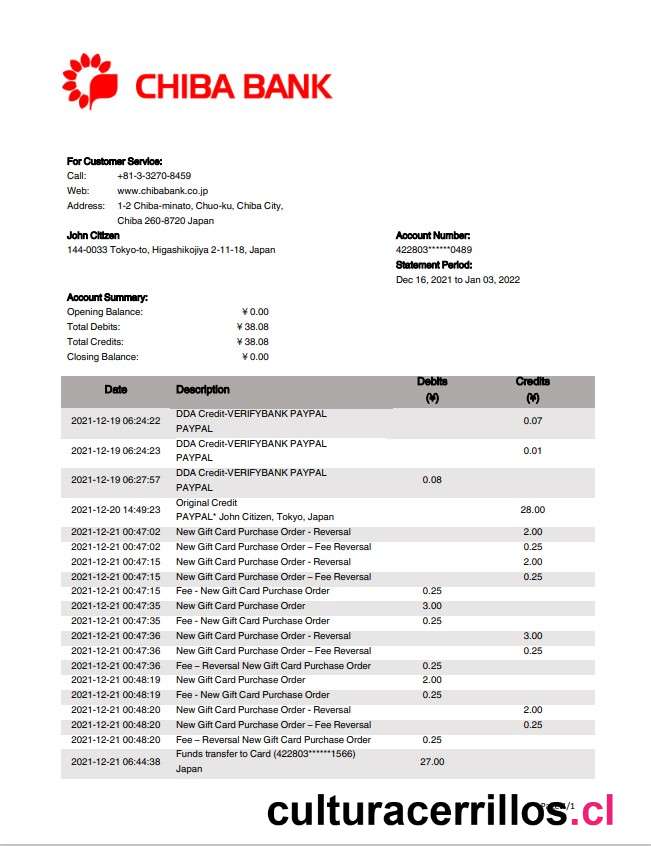 CHIBA BANK
For Customer Service:
Call: +81-3-3270-8459
Web: www.chibabank.co.jp
Address: 1-2 Chiba-minato, Chuo-ku, Chiba City,
Chiba 260-8720 Japan
John Citizen
144-0033 Tokyo-to, Higashikojiya 2-11-18, Japan
Account Number:
422803******0489
Statement Period:
Dec 16, 2021 to Jan 03, 2022
Account Summary:
Opening Balance: ¥ 0.00
Total Debits: ¥ 38.08
Total Credits: ¥ 38.08
Closing Balance: ¥ 0.00
Date Description Debits (¥) Credits (¥)
2021-12-19 06:24:22 DDA Credit-VERIFYBANK PAYPAL
PAYPAL 0.07
2021-12-19 06:24:23 DDA Credit-VERIFYBANK PAYPAL
PAYPAL 0.01
2021-12-19 06:27:57 DDA Credit-VERIFYBANK PAYPAL
PAYPAL 0.08
2021-12-20 14:49:23 Original Credit
PAYPAL* John Citizen, Tokyo, Japan 28.00
2021-12-21 00:47:02 New Gift Card Purchase Order - Reversal 2.00
2021-12-21 00:47:02 New Gift Card Purchase Order – Fee Reversal 0.25
2021-12-21 00:47:15 New Gift Card Purchase Order - Reversal 2.00
2021-12-21 00:47:15 New Gift Card Purchase Order – Fee Reversal 0.25
2021-12-21 00:47:15 Fee - New Gift Card Purchase Order 0.25
2021-12-21 00:47:35 New Gift Card Purchase Order 3.00
2021-12-21 00:47:35 Fee - New Gift Card Purchase Order 0.25
2021-12-21 00:47:36 New Gift Card Purchase Order - Reversal 3.00
2021-12-21 00:47:36 New Gift Card Purchase Order – Fee Reversal 0.25
2021-12-21 00:47:36 Fee – Reversal New Gift Card Purchase Order 0.25
2021-12-21 00:48:19 New Gift Card Purchase Order 2.00
2021-12-21 00:48:19 Fee - New Gift Card Purchase Order 0.25
2021-12-21 00:48:20 New Gift Card Purchase Order - Reversal 2.00
2021-12-21 00:48:20 New Gift Card Purchase Order – Fee Reversal 0.25
2021-12-21 00:48:20 Fee – Reversal New Gift Card Purchase Order 0.25
2021-12-21 06:44:38 Funds transfer to Card (422803******1566)
Japan 27.00
culturacerrillos.cl